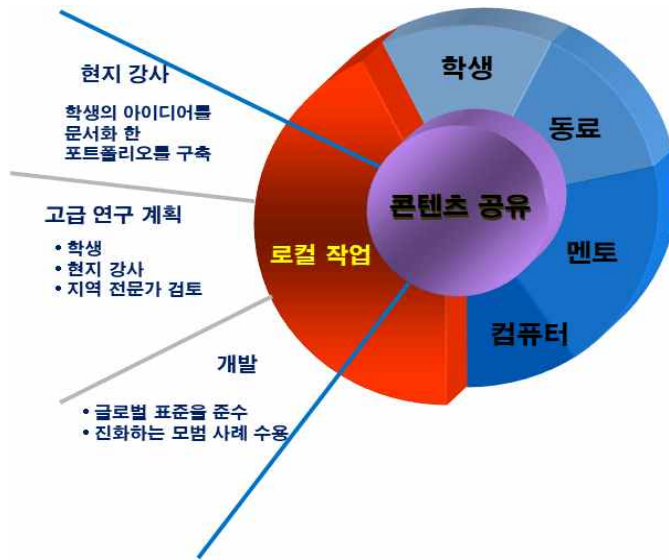 현지 강사
학생의 아이디어를
문서화 한
포트폴리오를 구축
고급 연구 계획
• 학생
• 현지 강사
• 지역 전문가 검토
개발
• 글로벌 표준을 준수
• 진화하는 모범 사례 수용
로컬 작업
콘텐츠 공유
학생
동료
멘토
컴퓨터